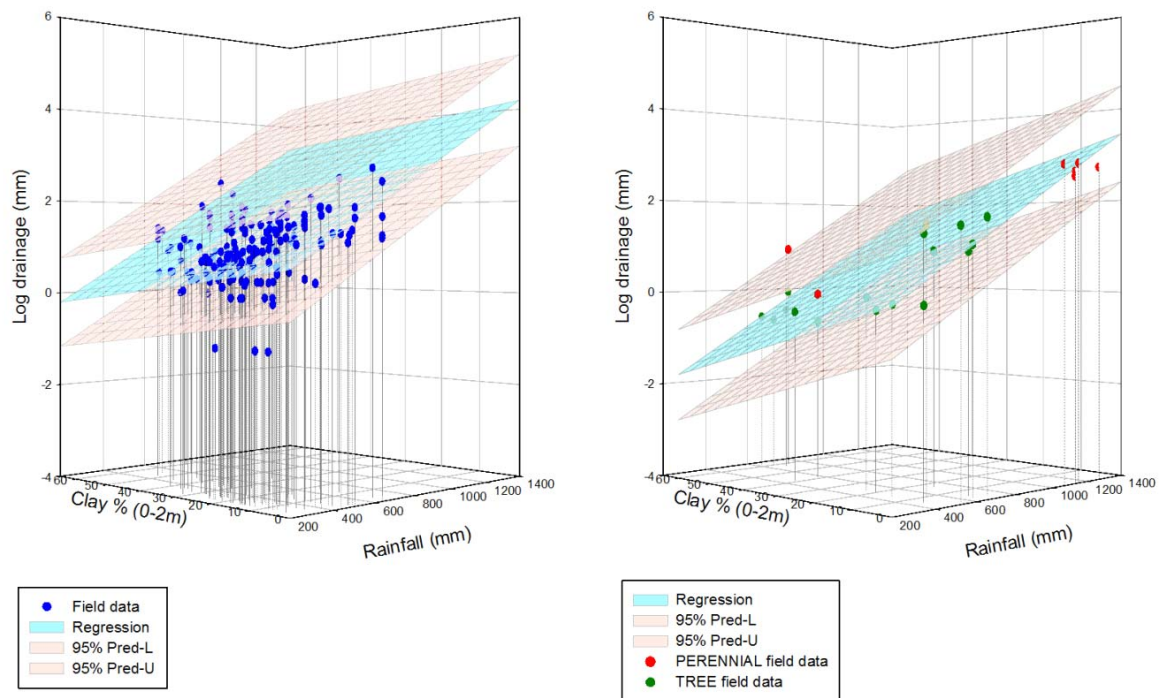 6
4
2
0
-2
-4
Log drainage (mm)
60
50
40
30
20
10
0
Clay % (0-2m)
200
400
600
800
1000
1200
1400
Rainfall (mm)
Field data
Regression
95% Pred-L
95% Pred-U
6
4
2
0
-2
-4
Log drainage (mm)
60
50
40
30
20
10
0
Clay % (0-2m)
200
400
600
800
1000
1200
1400
Rainfall (mm)
Regression
95% Pred-L
95% Pred-U
PERENNIAL field data
TREE field data